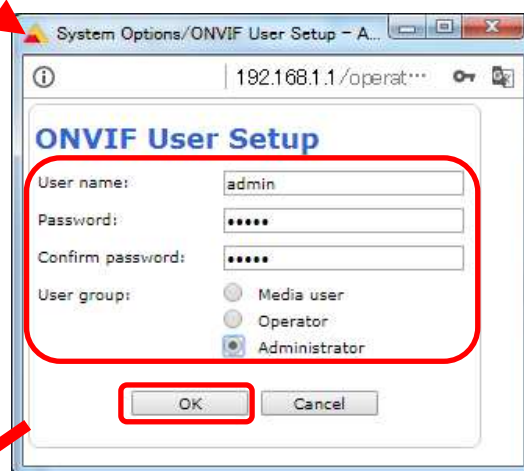 System Options/ONVIF User Setup - A...
192.168.1.1/operat…
ONVIF User Setup
User name: admin
Password: •••••
Confirm password: •••••
User group: Media user
Operator
Administrator
OK Cancel